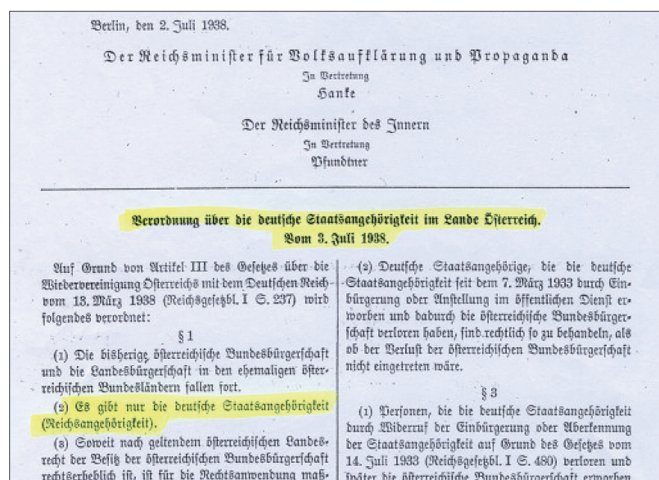 Berlin, den 2. Juli 1938.
Der Reichsminister für Volksaufklärung und Propaganda
In Vertretung
Hanke
Der Reichsminister des Innern
In Vertretung
Pfundtner
Verordnung über die deutsche Staatsangehörigkeit im Lande Österreich.
Vom 3. Juli 1938.
Auf Grund von Artikel III des Gesetzes über die
Wiedervereinigung Österreichs mit dem Deutschen Reich
vom 13. März 1938 (Reichsgesetzbl. I S. 237) wird
folgendes verordnet:
§ 1
(1) Die bisherige österreichische Bundesbürgerschaft
und die Landesbürgerschaft in den ehemaligen öster-
reichischen Bundesländern fallen fort.
(2) Es gibt nur die deutsche Staatsangehörigkeit
(Reichsangehörigkeit).
(3) Soweit nach geltendem österreichischen Landes-
recht der Besitz der österreichischen Bundesbürgerschaft
rechtserheblich ist, ist für die Rechtsanwendung maß-
(2) Deutsche Staatsangehörige, die die deutsche
Staatsangehörigkeit seit dem 7. März 1933 durch Ein-
bürgerung oder Anstellung im öffentlichen Dienst er-
worben und dadurch die österreichische Bundesbürger-
schaft verloren haben, sind rechtlich so zu behandeln, als
ob der Verlust der österreichischen Bundesbürgerschaft
nicht eingetreten wäre.
§ 3
(1) Personen, die die deutsche Staatsangehörigkeit
durch Widerruf der Einbürgerung oder Aberkennung
der Staatsangehörigkeit auf Grund des Gesetzes vom
14. Juli 1933 (Reichsgesetzbl. I S. 480) verloren und
später die österreichische Bundesbürgerschaft erworben